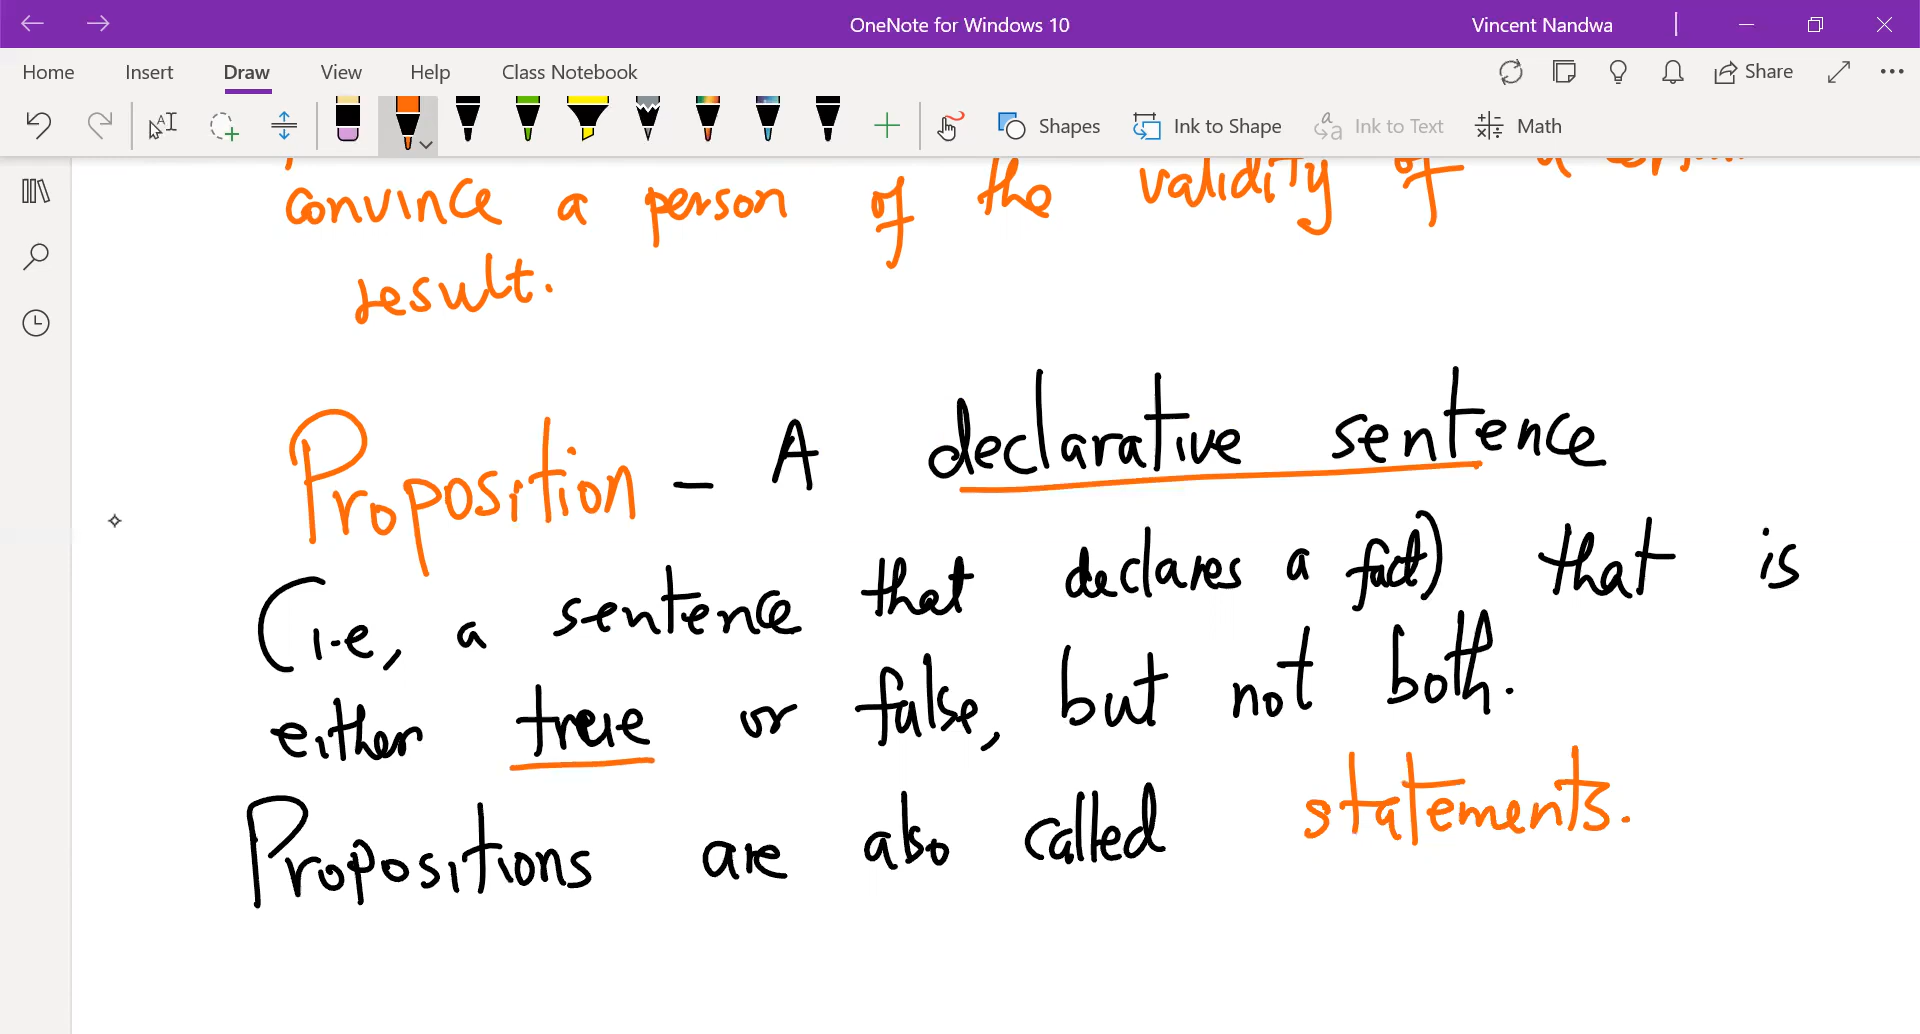 OneNote for Windows 10
Vincent Nandwa
Home Insert Draw View Help Class Notebook
Share
Shapes Ink to Shape Ink to Text Math
convince a person of the validity of a
result.
Proposition - A declarative sentence
(i.e, a sentence that declares a fact) that is
either true or false, but not both.
Propositions are also called statements.